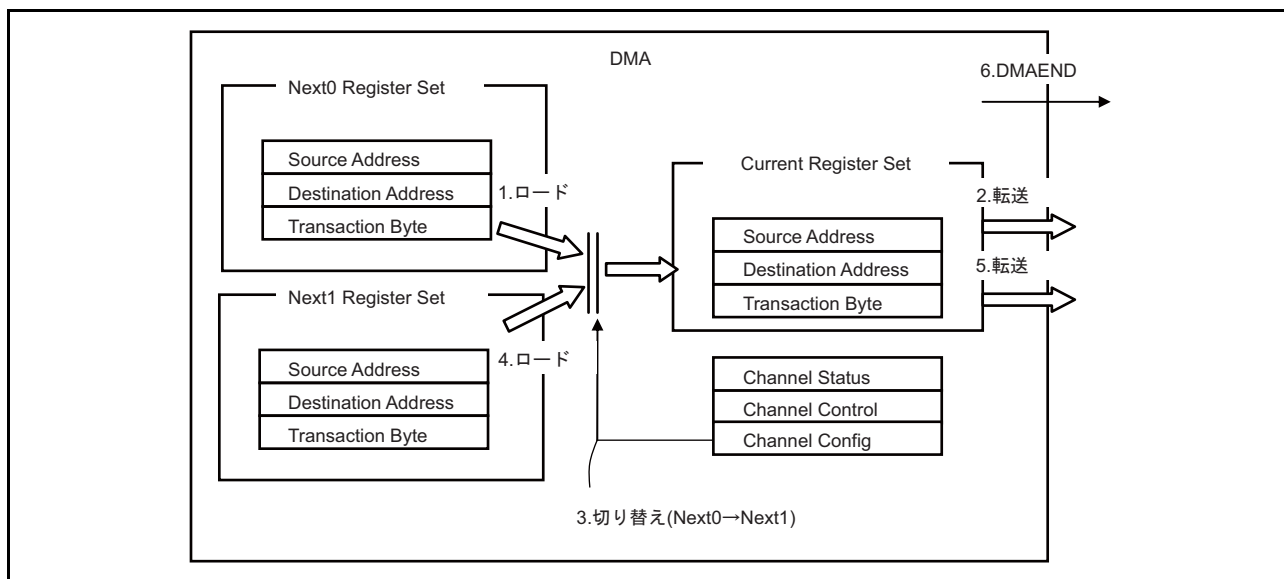 DMA
6.DMAEND
Next0 Register Set
Source Address
Destination Address
Transaction Byte
1.ロード
Current Register Set
Source Address
Destination Address
Transaction Byte
2.転送
5.転送
Next1 Register Set
Source Address
Destination Address
Transaction Byte
4.ロード
Channel Status
Channel Control
Channel Config
3.切り替え(Next0→Next1)